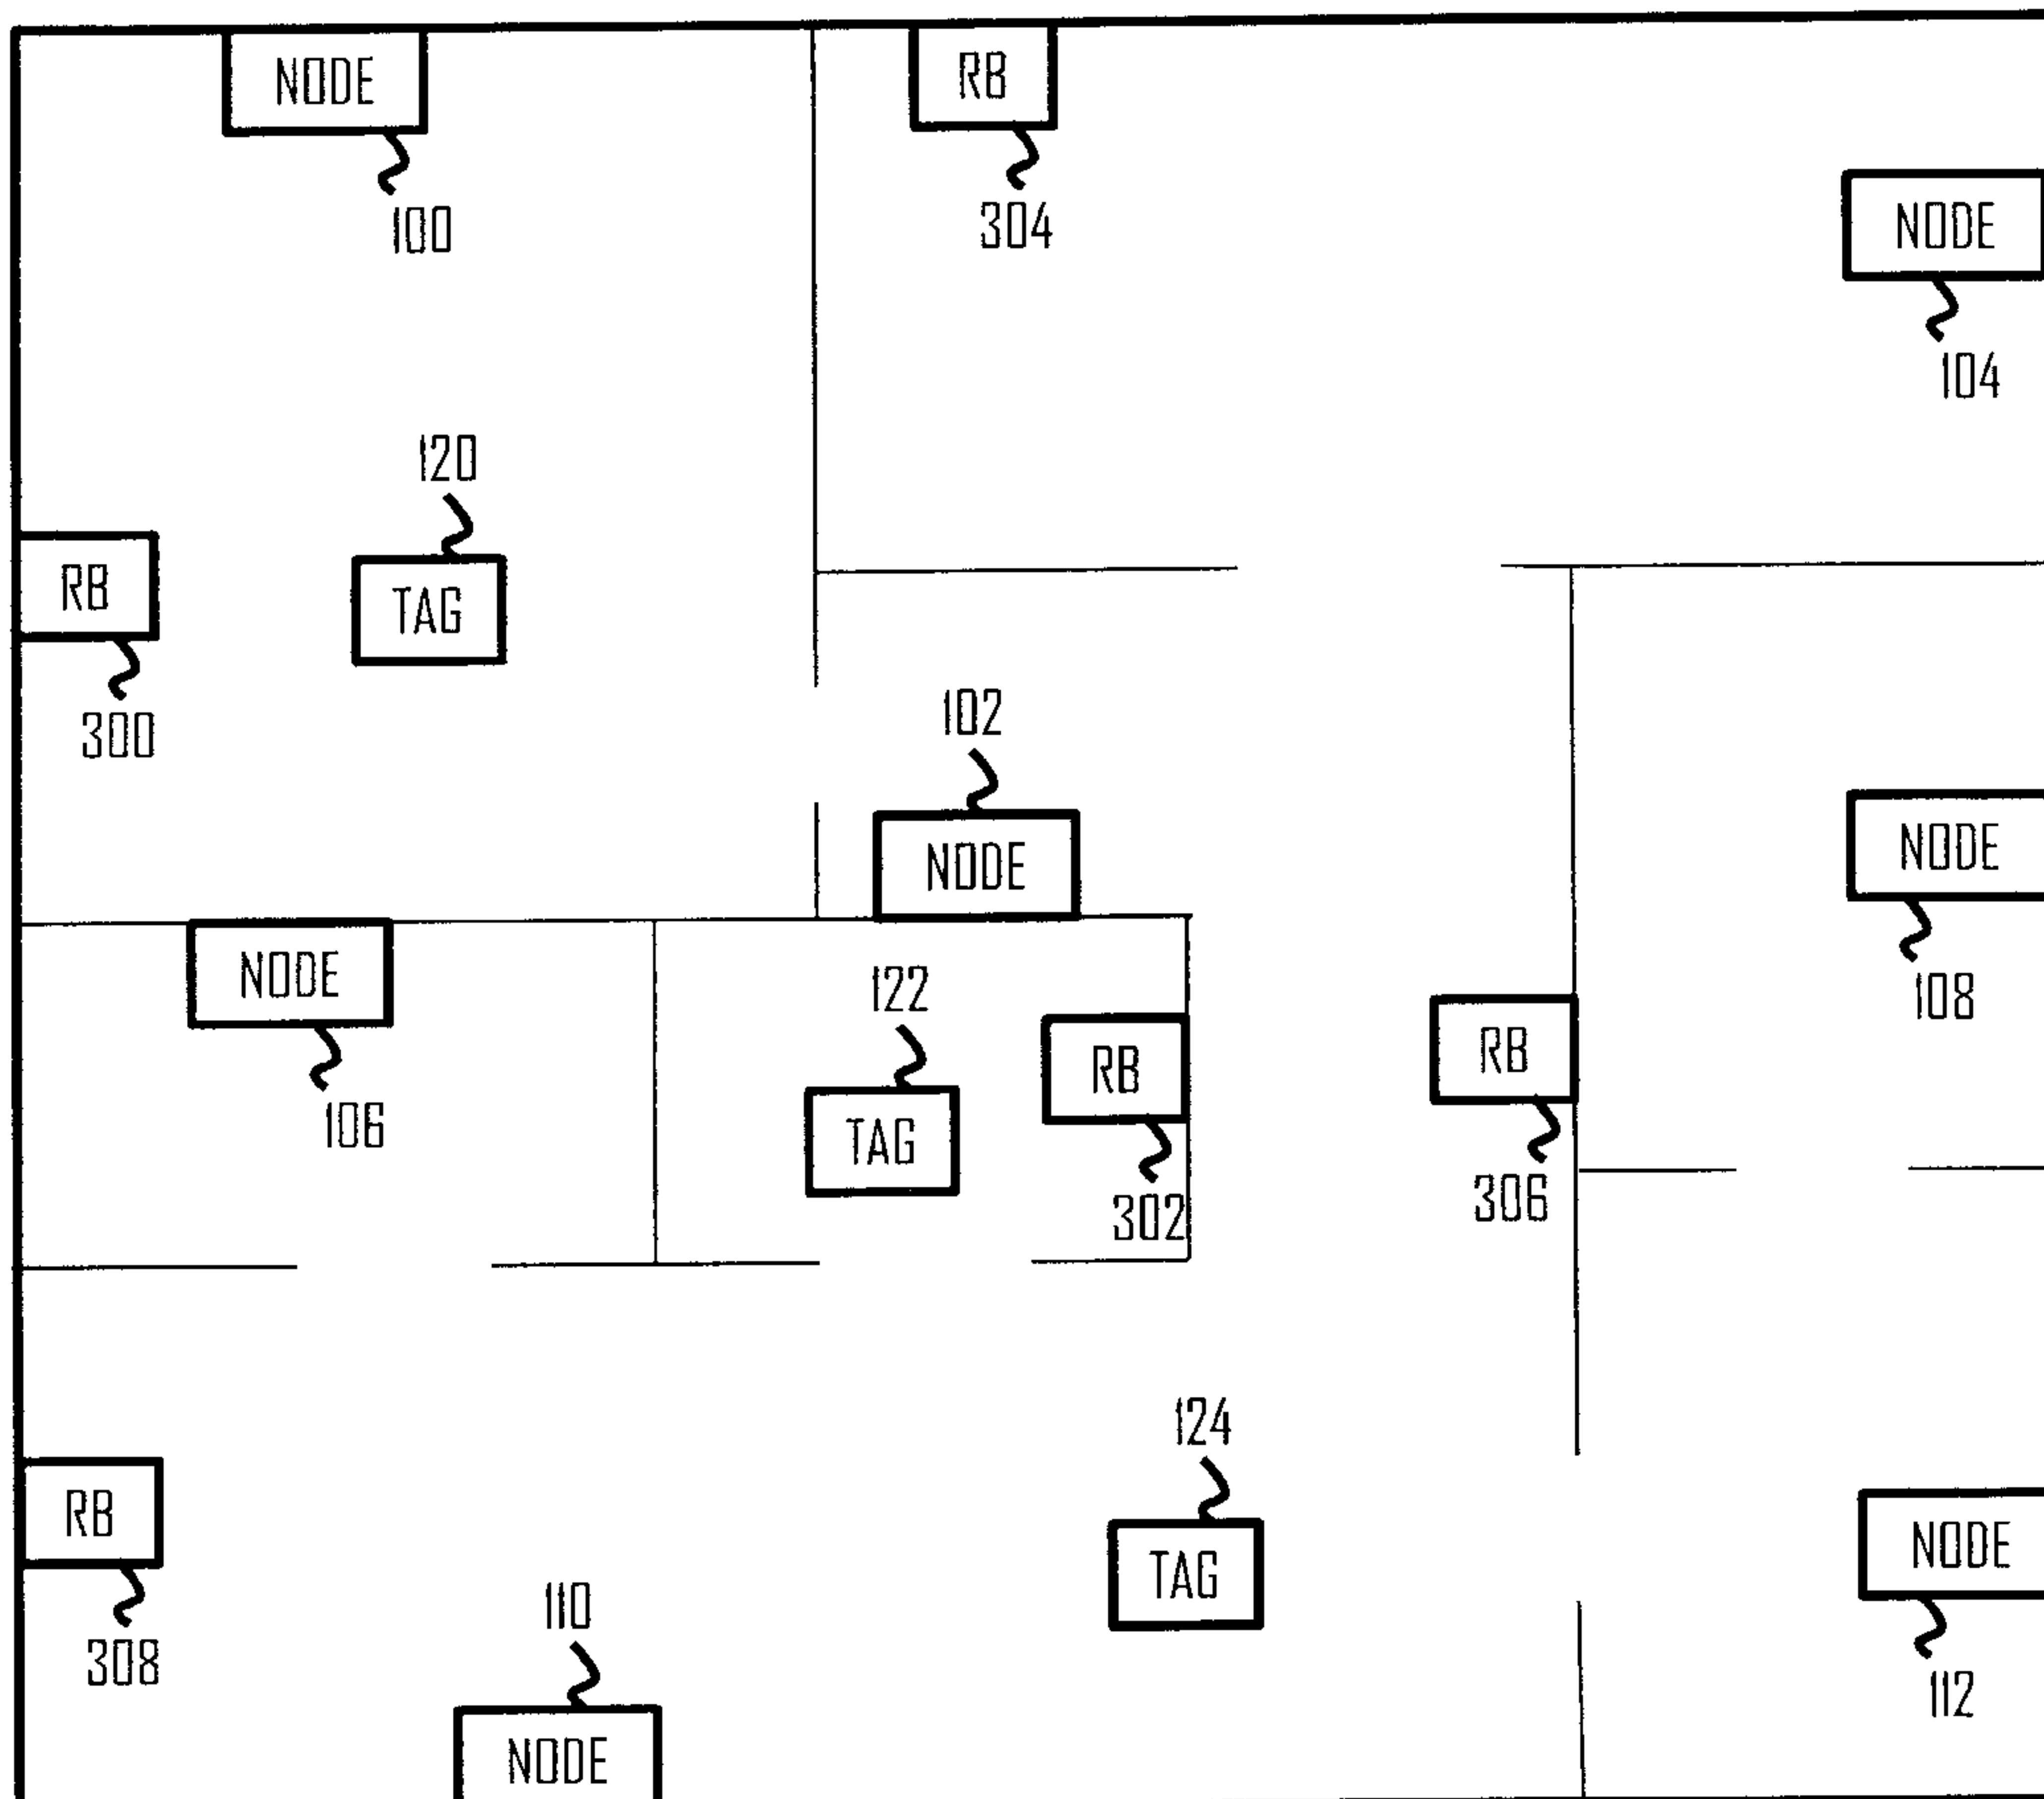 NODE
100
RB
304
NODE
104
120
TAG
RB
300
102
NODE
NODE
108
NODE
106
122
TAG
RB
302
RB
306
124
TAG
RB
308
110
NODE
NODE
112